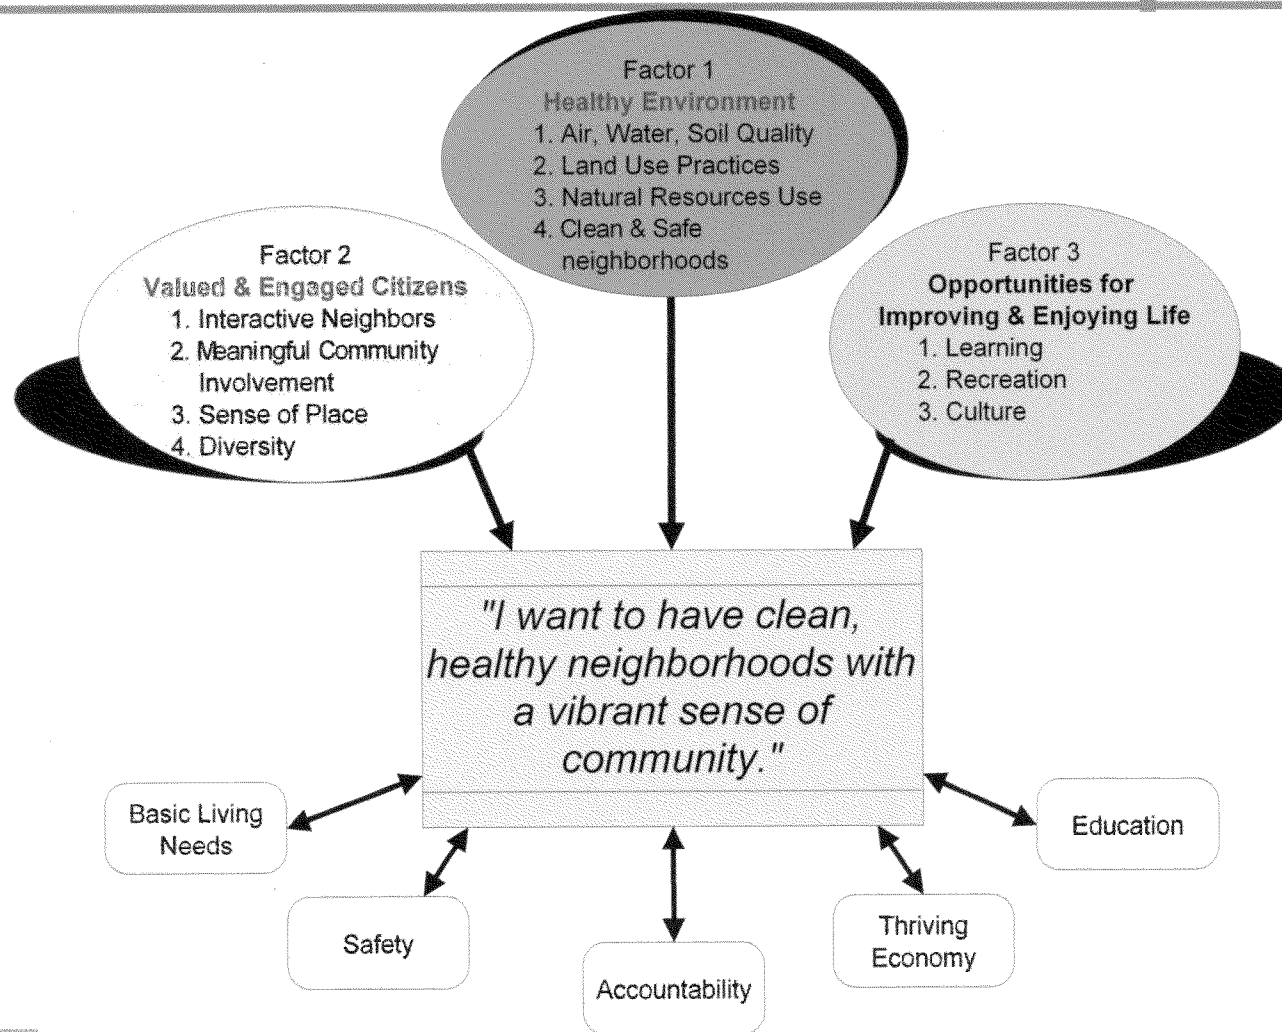 Factor 1
Healthy Environment
1. Air, Water, Soil Quality
2. Land Use Practices
3. Natural Resources Use
4. Clean & Safe
neighborhoods
Factor 2
Valued & Engaged Citizens
1. Interactive Neighbors
2. Meaningful Community
Involvement
3. Sense of Place
4. Diversity
Factor 3
Opportunities for
Improving & Enjoying Life
1. Learning
2. Recreation
3. Culture
"I want to have clean,
healthy neighborhoods with
a vibrant sense of
community."
Basic Living
Needs
Safety
Accountability
Thriving
Economy
Education